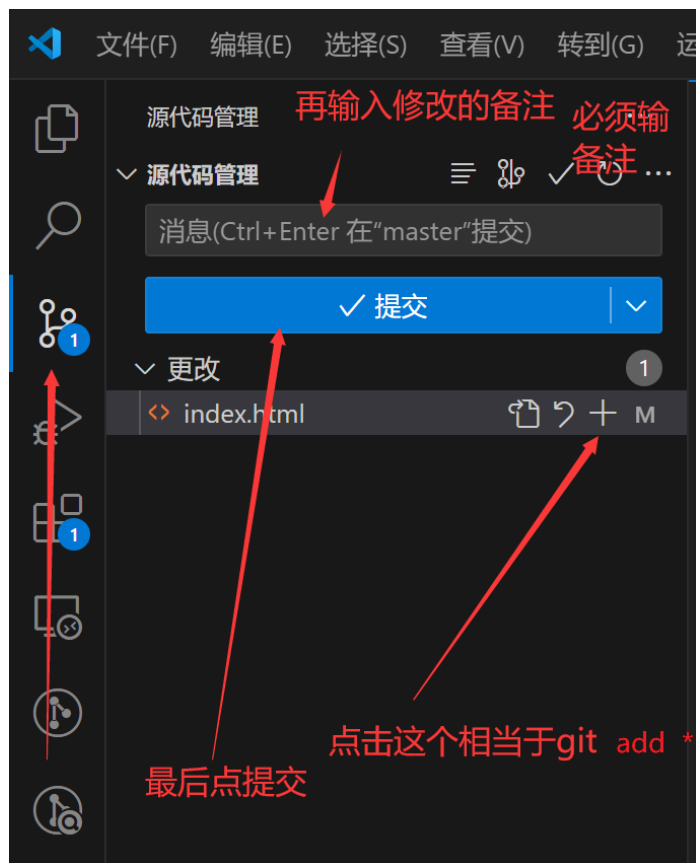 文件(F) 编辑(E) 选择(S) 查看(V) 转到(G)
源代码管理 再输入修改的备注 必须输
备注
源代码管理
消息(Ctrl+Enter 在“master”提交)
提交
1
更改 1
index.html M
1
点击这个相当于git add *
最后点提交